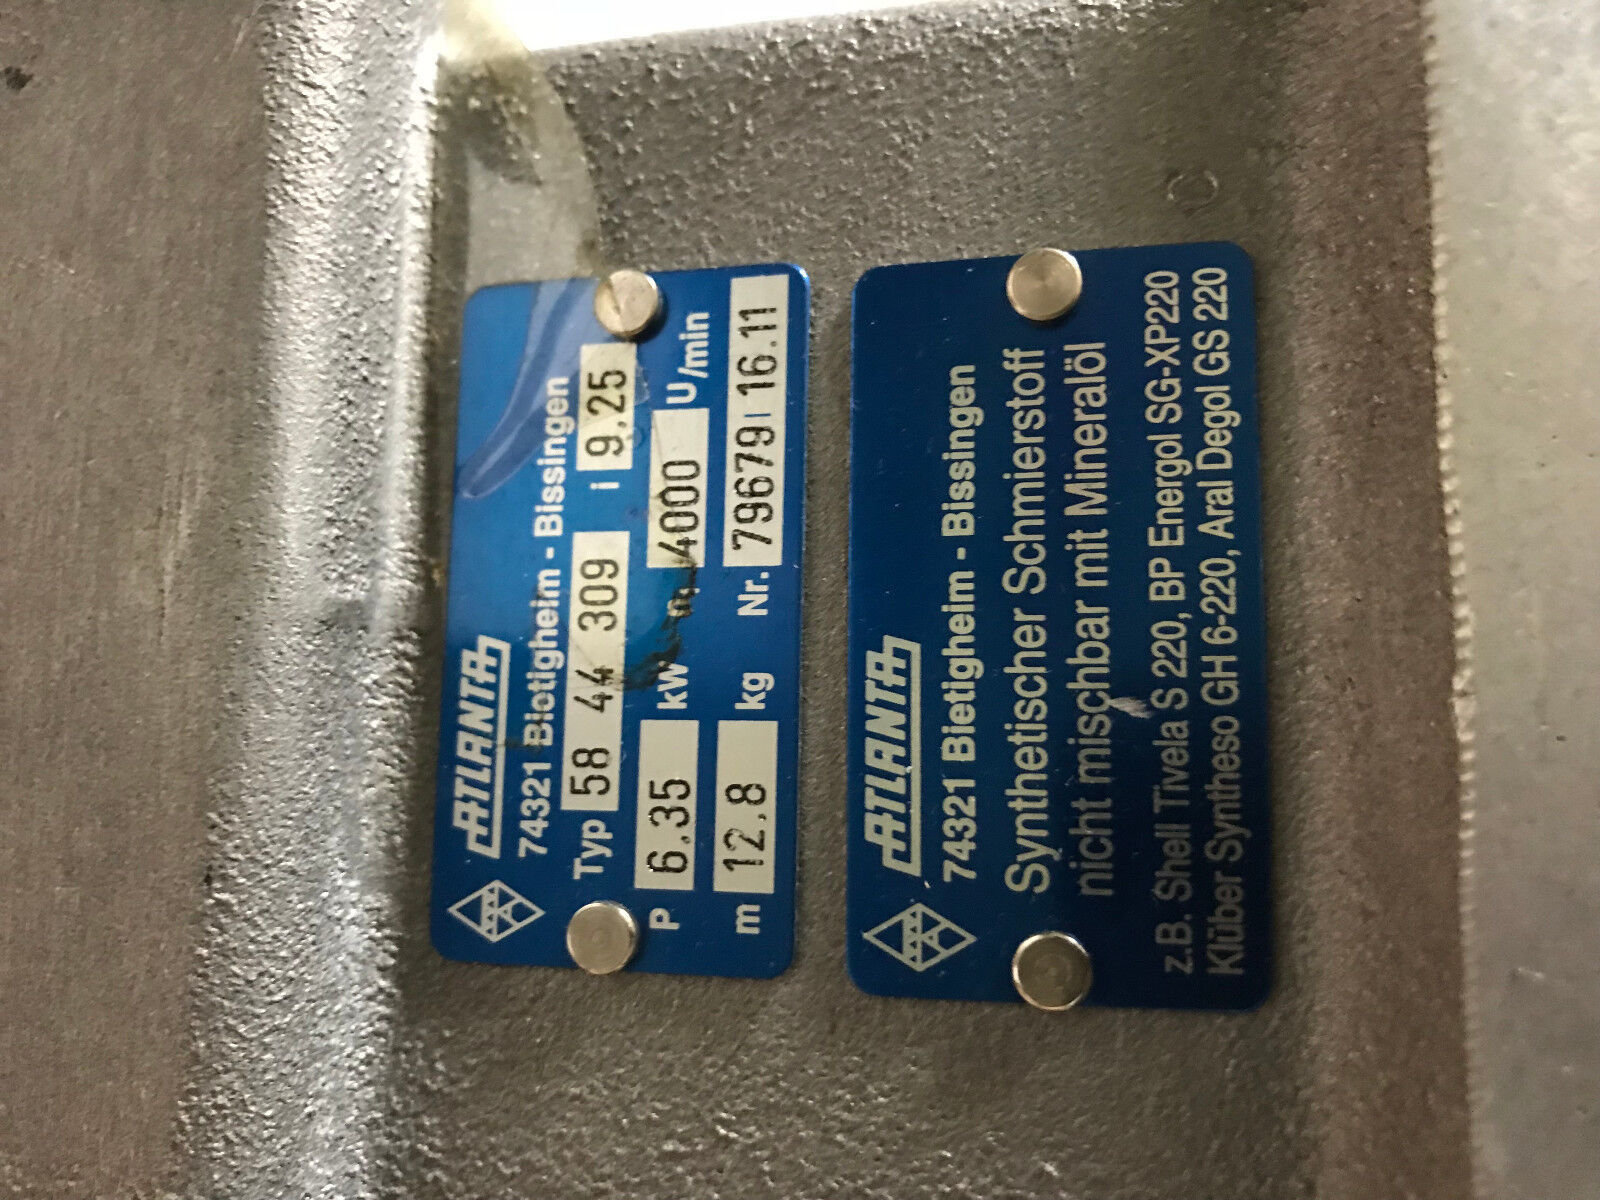 ATLANTA
74321 Bietigheim - Bissingen
Typ 58 44 309 i 9.25
P 6.35 kW n 4000 U/min
m 12.8 kg Nr. 79679/16.11
ATLANTA
74321 Bietigheim - Bissingen
Synthetischer Schmierstoff
nicht mischbar mit Mineralöl
z.B. Shell Tivela S 220, BP Energol SG-XP220
Klüber Syntheso GH 6-220, Aral Degol GS 220